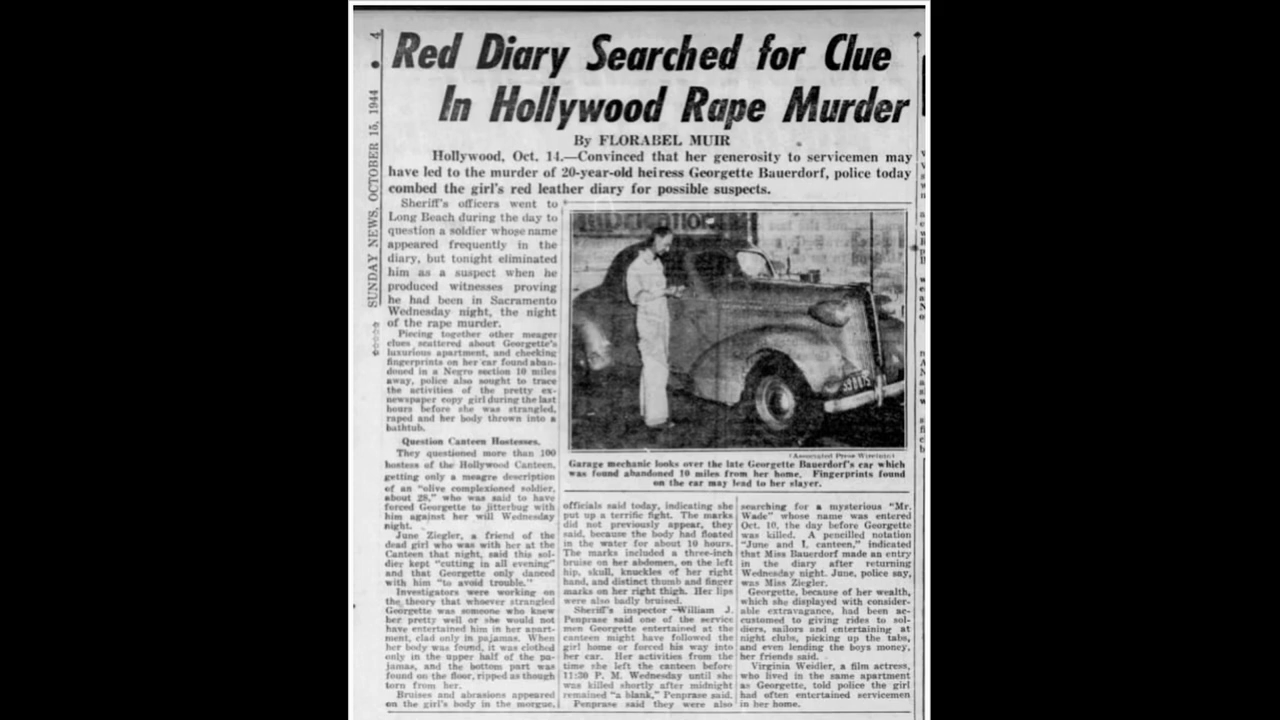 SUNDAY NEWS, OCTOBER 15, 1944
4
Red Diary Searched for Clue
In Hollywood Rape Murder
By FLORABEL MUIR
Hollywood, Oct. 14.—Convinced that her generosity to servicemen may
have led to the murder of 20-year-old heiress Georgette Bauerdorf, police today
combed the girl's red leather diary for possible suspects.
Sheriff's officers went to
Long Beach during the day to
question a soldier whose name
appeared frequently in the
diary, but tonight eliminated
him as a suspect when he
produced witnesses proving
he had been in Sacramento
Wednesday night, the night
of the rape murder.
Piecing together other meager
clues scattered about Georgette's
luxurious apartment, and checking
fingerprints on her car found aban-
doned in a Negro section 10 miles
away, police also sought to trace
the activities of the pretty ex-
newspaper copy girl during the last
hours before she was strangled,
raped and her body thrown into a
bathtub.
Question Canteen Hostesses.
They questioned more than 100
hostess of the Hollywood Canteen,
getting only a meagre description
of an "olive complexioned soldier,
about 28," who was said to have
forced Georgette to jitterbug with
him against her will Wednesday
night.
June Ziegler, a friend of the
dead girl who was with her at the
Canteen that night, said this sol-
dier kept "cutting in all evening"
and that Georgette only danced
with him "to avoid trouble."
Investigators were working on
the theory that whoever strangled
Georgette was someone who knew
her pretty well or she would not
have entertained him in her apart-
ment, clad only in pajamas. When
her body was found, it was clothed
only in the upper half of the pa-
jamas, and the bottom part was
found on the floor, ripped as though
torn from her.
Bruises and abrasions appeared
on the girl's body in the morgue,
(Associated Press Wirefoto)
Garage mechanic looks over the late Georgette Bauerdorf's car which
was found abandoned 10 miles from her home. Fingerprints found
on the car may lead to her slayer.
officials said today, indicating she
put up a terrific fight. The marks
did not previously appear, they
said, because the body had floated
in the water for about 10 hours.
The marks included a three-inch
bruise on her abdomen, on the left
hip, skull, knuckles of her right
hand, and distinct thumb and finger
marks on her right thigh. Her lips
were also badly bruised.
Sheriff's inspector William J.
Penprase said one of the service
men Georgette entertained at the
canteen might have followed the
girl home or forced his way into
her car. Her activities from the
time she left the canteen before
11:30 P. M. Wednesday until she
was killed shortly after midnight
remained "a blank," Penprase said.
Penprase said they were also
searching for a mysterious "Mr.
Wade" whose name was entered
Oct. 10, the day before Georgette
was killed. A pencilled notation
"June and I, canteen," indicated
that Miss Bauerdorf made an entry
in the diary after returning
Wednesday night. June, police say,
was Miss Ziegler.
Georgette, because of her wealth,
which she displayed with consider-
able extravagance, had been ac-
customed to giving rides to sol-
diers, sailors and entertaining at
night clubs, picking up the tabs,
and even lending the boys money,
her friends said.
Virginia Weidler, a film actress,
who lived in the same apartment
as Georgette, told police the girl
had often entertained servicemen
in her home.